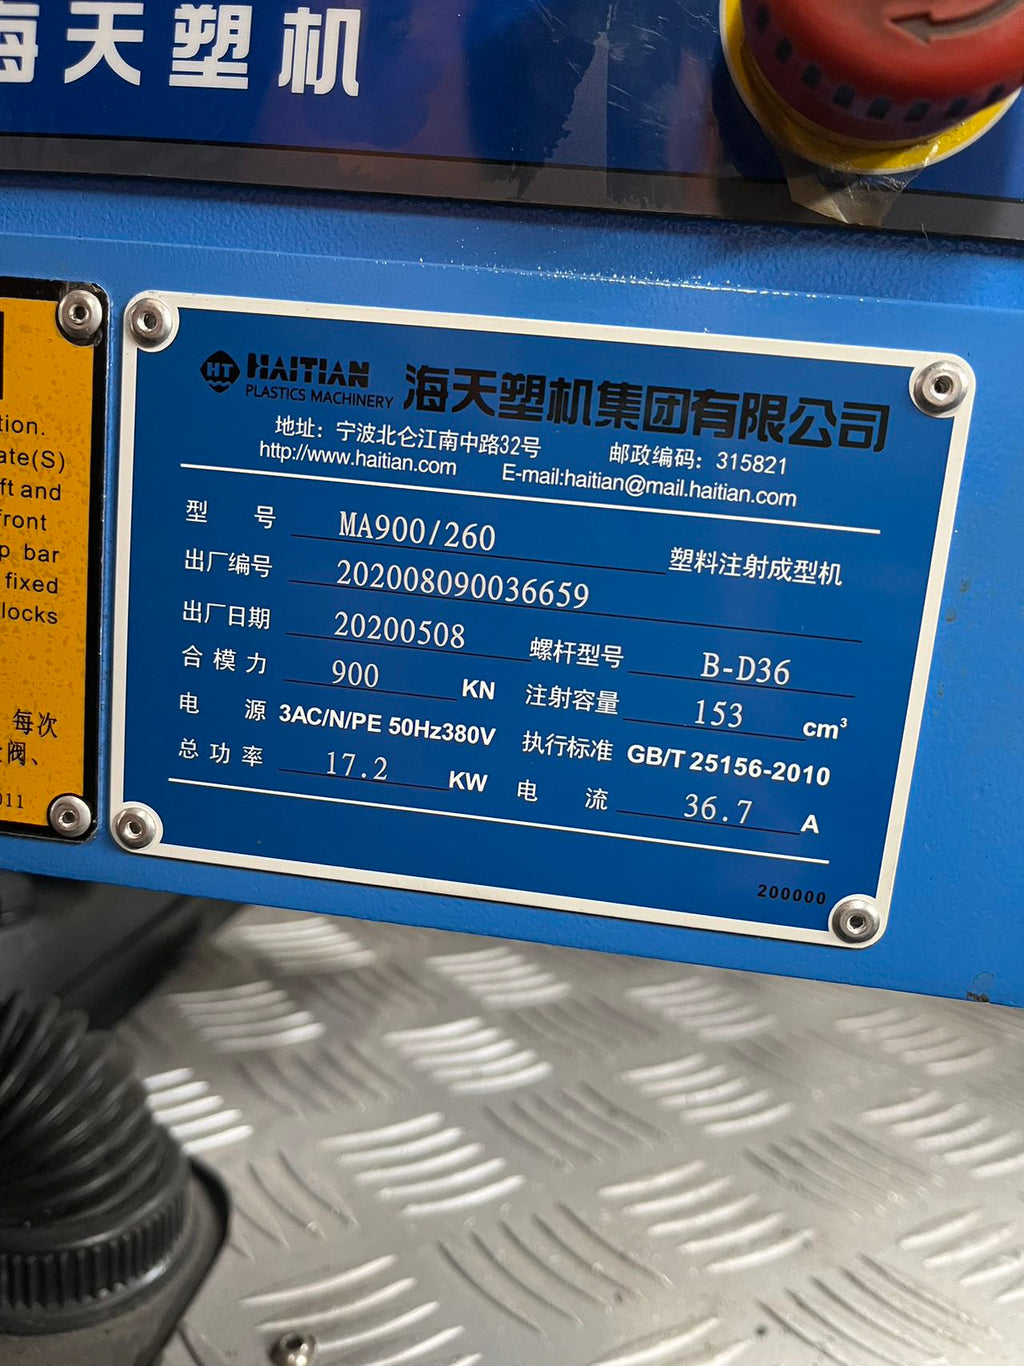 海天塑机
HAITIAN
PLASTICS MACHINERY
海天塑机集团有限公司
地址：宁波北仑江南中路32号 邮政编码：315821
http://www.haitian.com E-mail:haitian@mail.haitian.com
型 号 MA900/260 塑料注射成型机
出厂编号 202008090036659
出厂日期 20200508 螺杆型号 B-D36
合模力 900 KN 注射容量 153 cm³
电 源 3AC/N/PE 50Hz380V 执行标准 GB/T 25156-2010
总功率 17.2 KW 电 流 36.7 A
200000
tion.
ate(S)
ft and
front
p bar
fixed
locks
每次
阀、
011